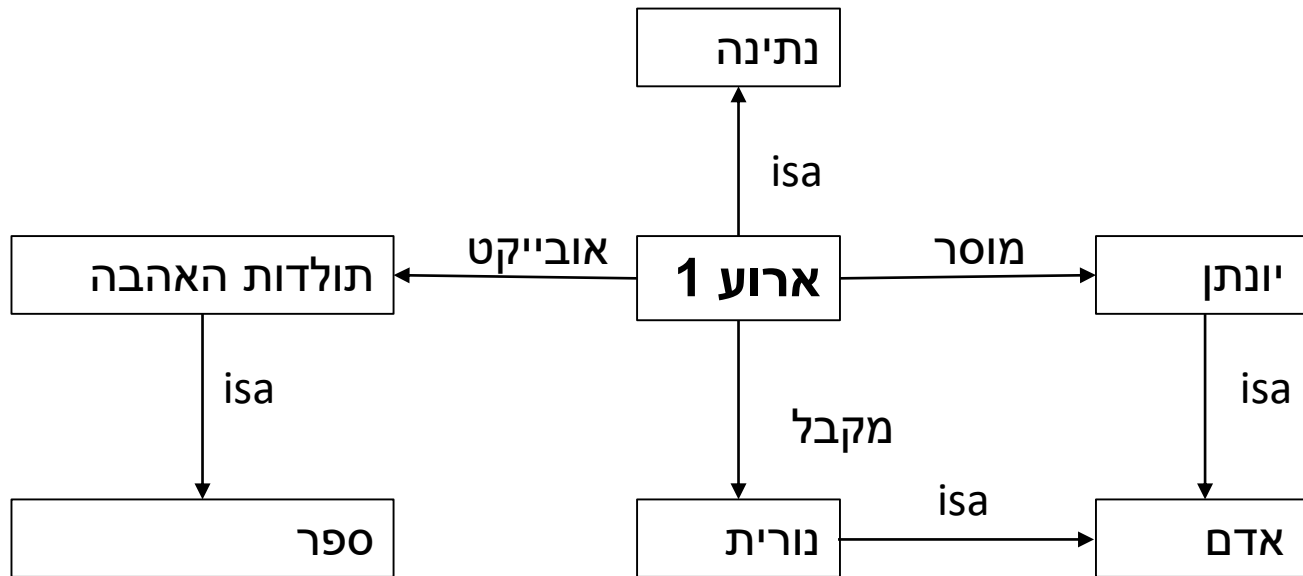 נתינה
isa
אובייקט
מוסר
תולדות האהבה
ארוע 1
יונתן
isa
isa
מקבל
isa
ספר
נורית
אדם